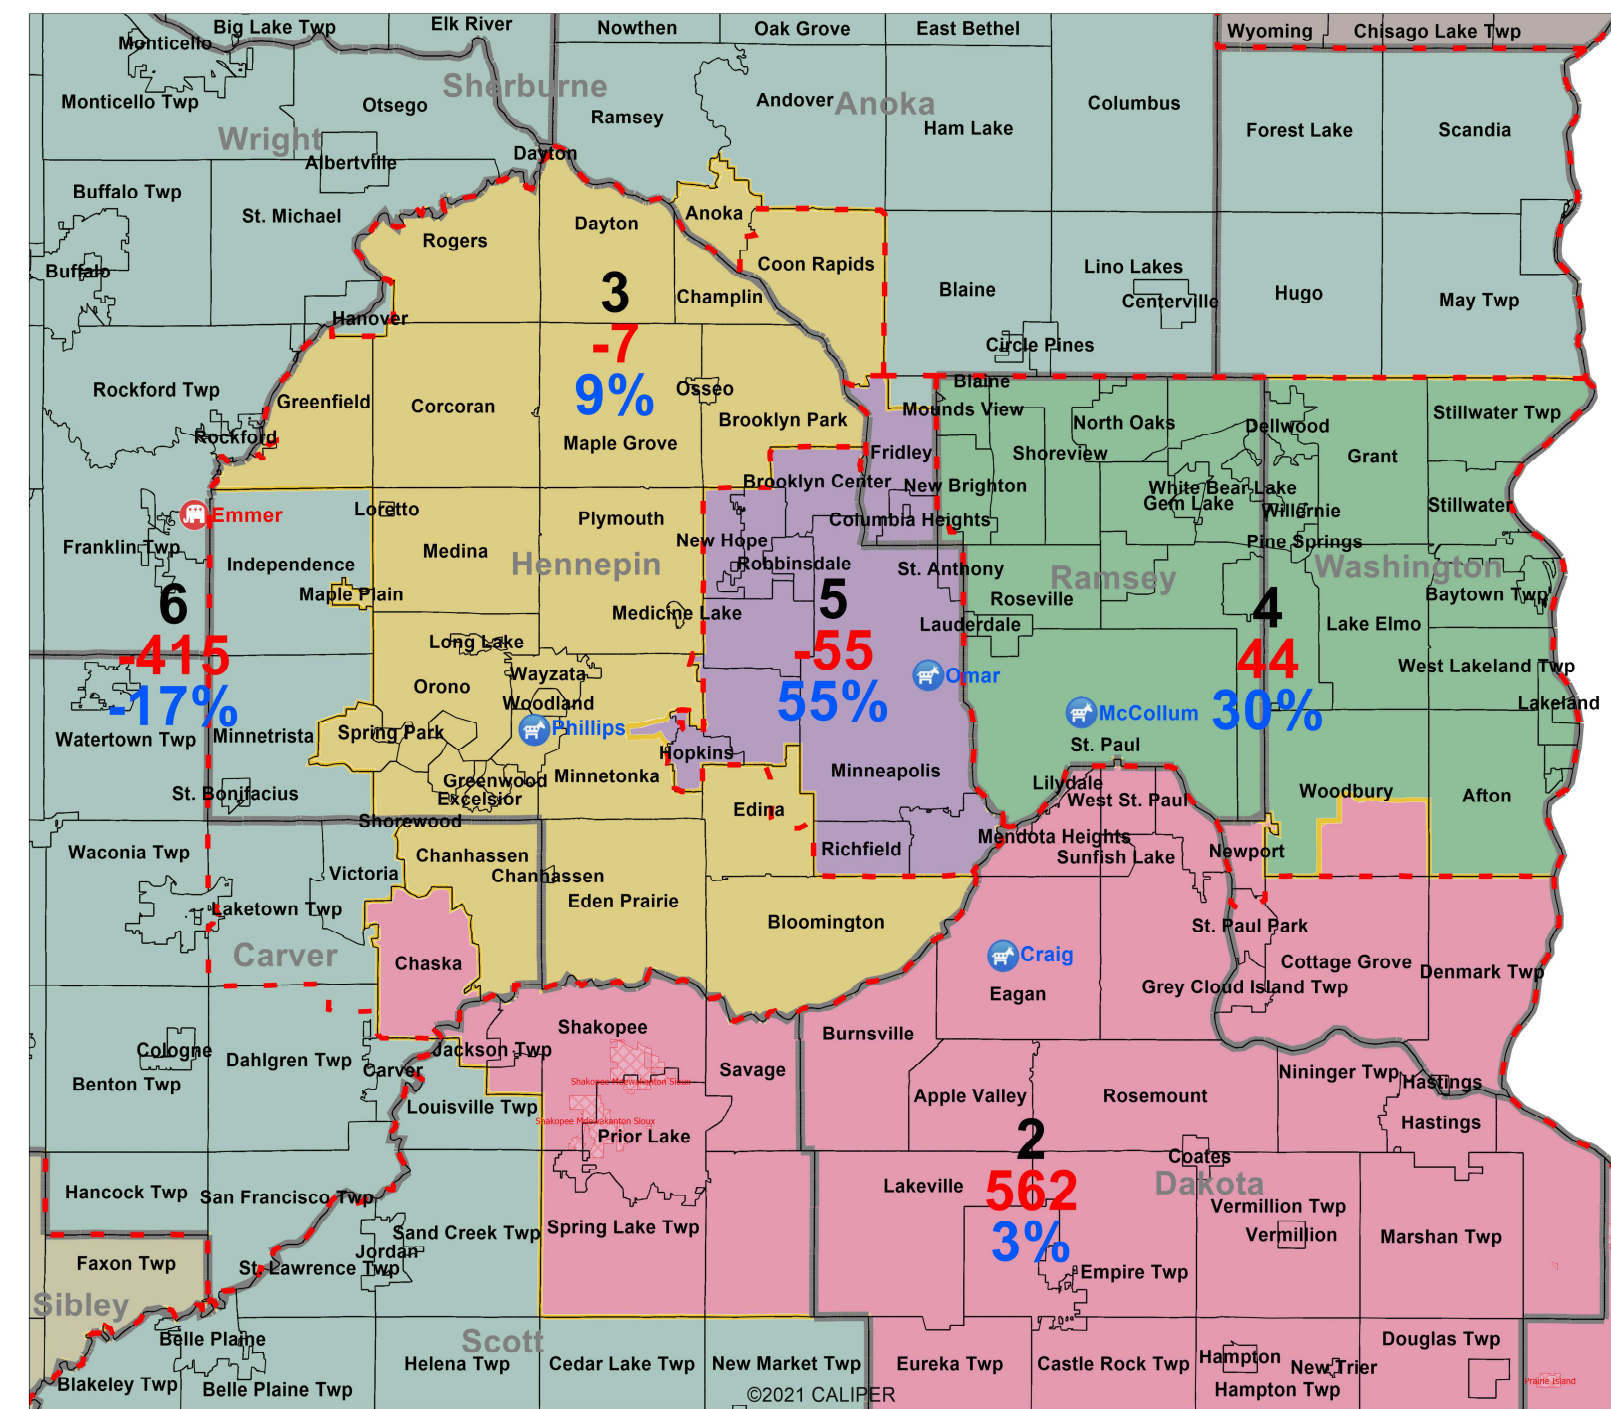 Big Lake Twp
Elk River
Nowthen
Oak Grove
East Bethel
Wyoming
Chisago Lake Twp
Monticello
Sherburne
Monticello Twp
Otsego
Ramsey
Andover
Anoka
Ham Lake
Columbus
Forest Lake
Scandia
Wright
Albertville
Dayton
Buffalo Twp
St. Michael
Rogers
Dayton
Anoka
Buffalo
Coon Rapids
Lino Lakes
Blaine
Centerville
Hugo
May Twp
3
Champlin
Hanover
-7
Circle Pines
Rockford Twp
Greenfield
Corcoran
9%
Osseo
Blaine
Mounds View
Brooklyn Park
North Oaks
Dellwood
Stillwater Twp
Rockford
Maple Grove
Fridley
Shoreview
Grant
Brooklyn Center
New Brighton
White Bear Lake
Gem Lake
Willernie
Stillwater
Emmer
Loretto
Plymouth
Columbia Heights
Franklin Twp
Independence
Medina
Hennepin
New Hope
Robbinsdale
St. Anthony
Ramsey
Pine Springs
Washington
6
Maple Plain
Medicine Lake
5
Roseville
Lauderdale
4
Lake Elmo
Baytown Twp
-415
Long Lake
-55
44
West Lakeland Twp
-17%
Orono
Wayzata
Woodland
55%
Omar
McCollum
30%
Lakeland
Watertown Twp
Minnetrista
Spring Park
Phillips
Hopkins
St. Paul
St. Bonifacius
Greenwood
Excelsior
Minnetonka
Edina
Minneapolis
Lilydale
West St. Paul
Woodbury
Afton
Shorewood
Mendota Heights
Waconia Twp
Victoria
Chanhassen
Chanhassen
Richfield
Sunfish Lake
Newport
Laketown Twp
Eden Prairie
Bloomington
St. Paul Park
Carver
Chaska
Craig
Eagan
Cottage Grove
Denmark Twp
Grey Cloud Island Twp
Shakopee
Burnsville
Cologne
Dahlgren Twp
Jackson Twp
Carver
Savage
Benton Twp
Shakopee Mdewakanton Sioux
Nininger Twp
Hastings
Louisville Twp
Shakopee Mdewakanton Sioux
Apple Valley
Rosemount
Hastings
Prior Lake
2
Coates
Hancock Twp
San Francisco Twp
Lakeville
562
Dakota
Sand Creek Twp
Spring Lake Twp
Vermillion Twp
Vermillion
Marshan Twp
Jordan
3%
Faxon Twp
St. Lawrence Twp
Empire Twp
Sibley
Belle Plaine
Scott
Helena Twp
Cedar Lake Twp
New Market Twp
Eureka Twp
Castle Rock Twp
Hampton
New Trier
Douglas Twp
Blakeley Twp
Belle Plaine Twp
Hampton Twp
Prairie Island
©2021 CALIPER